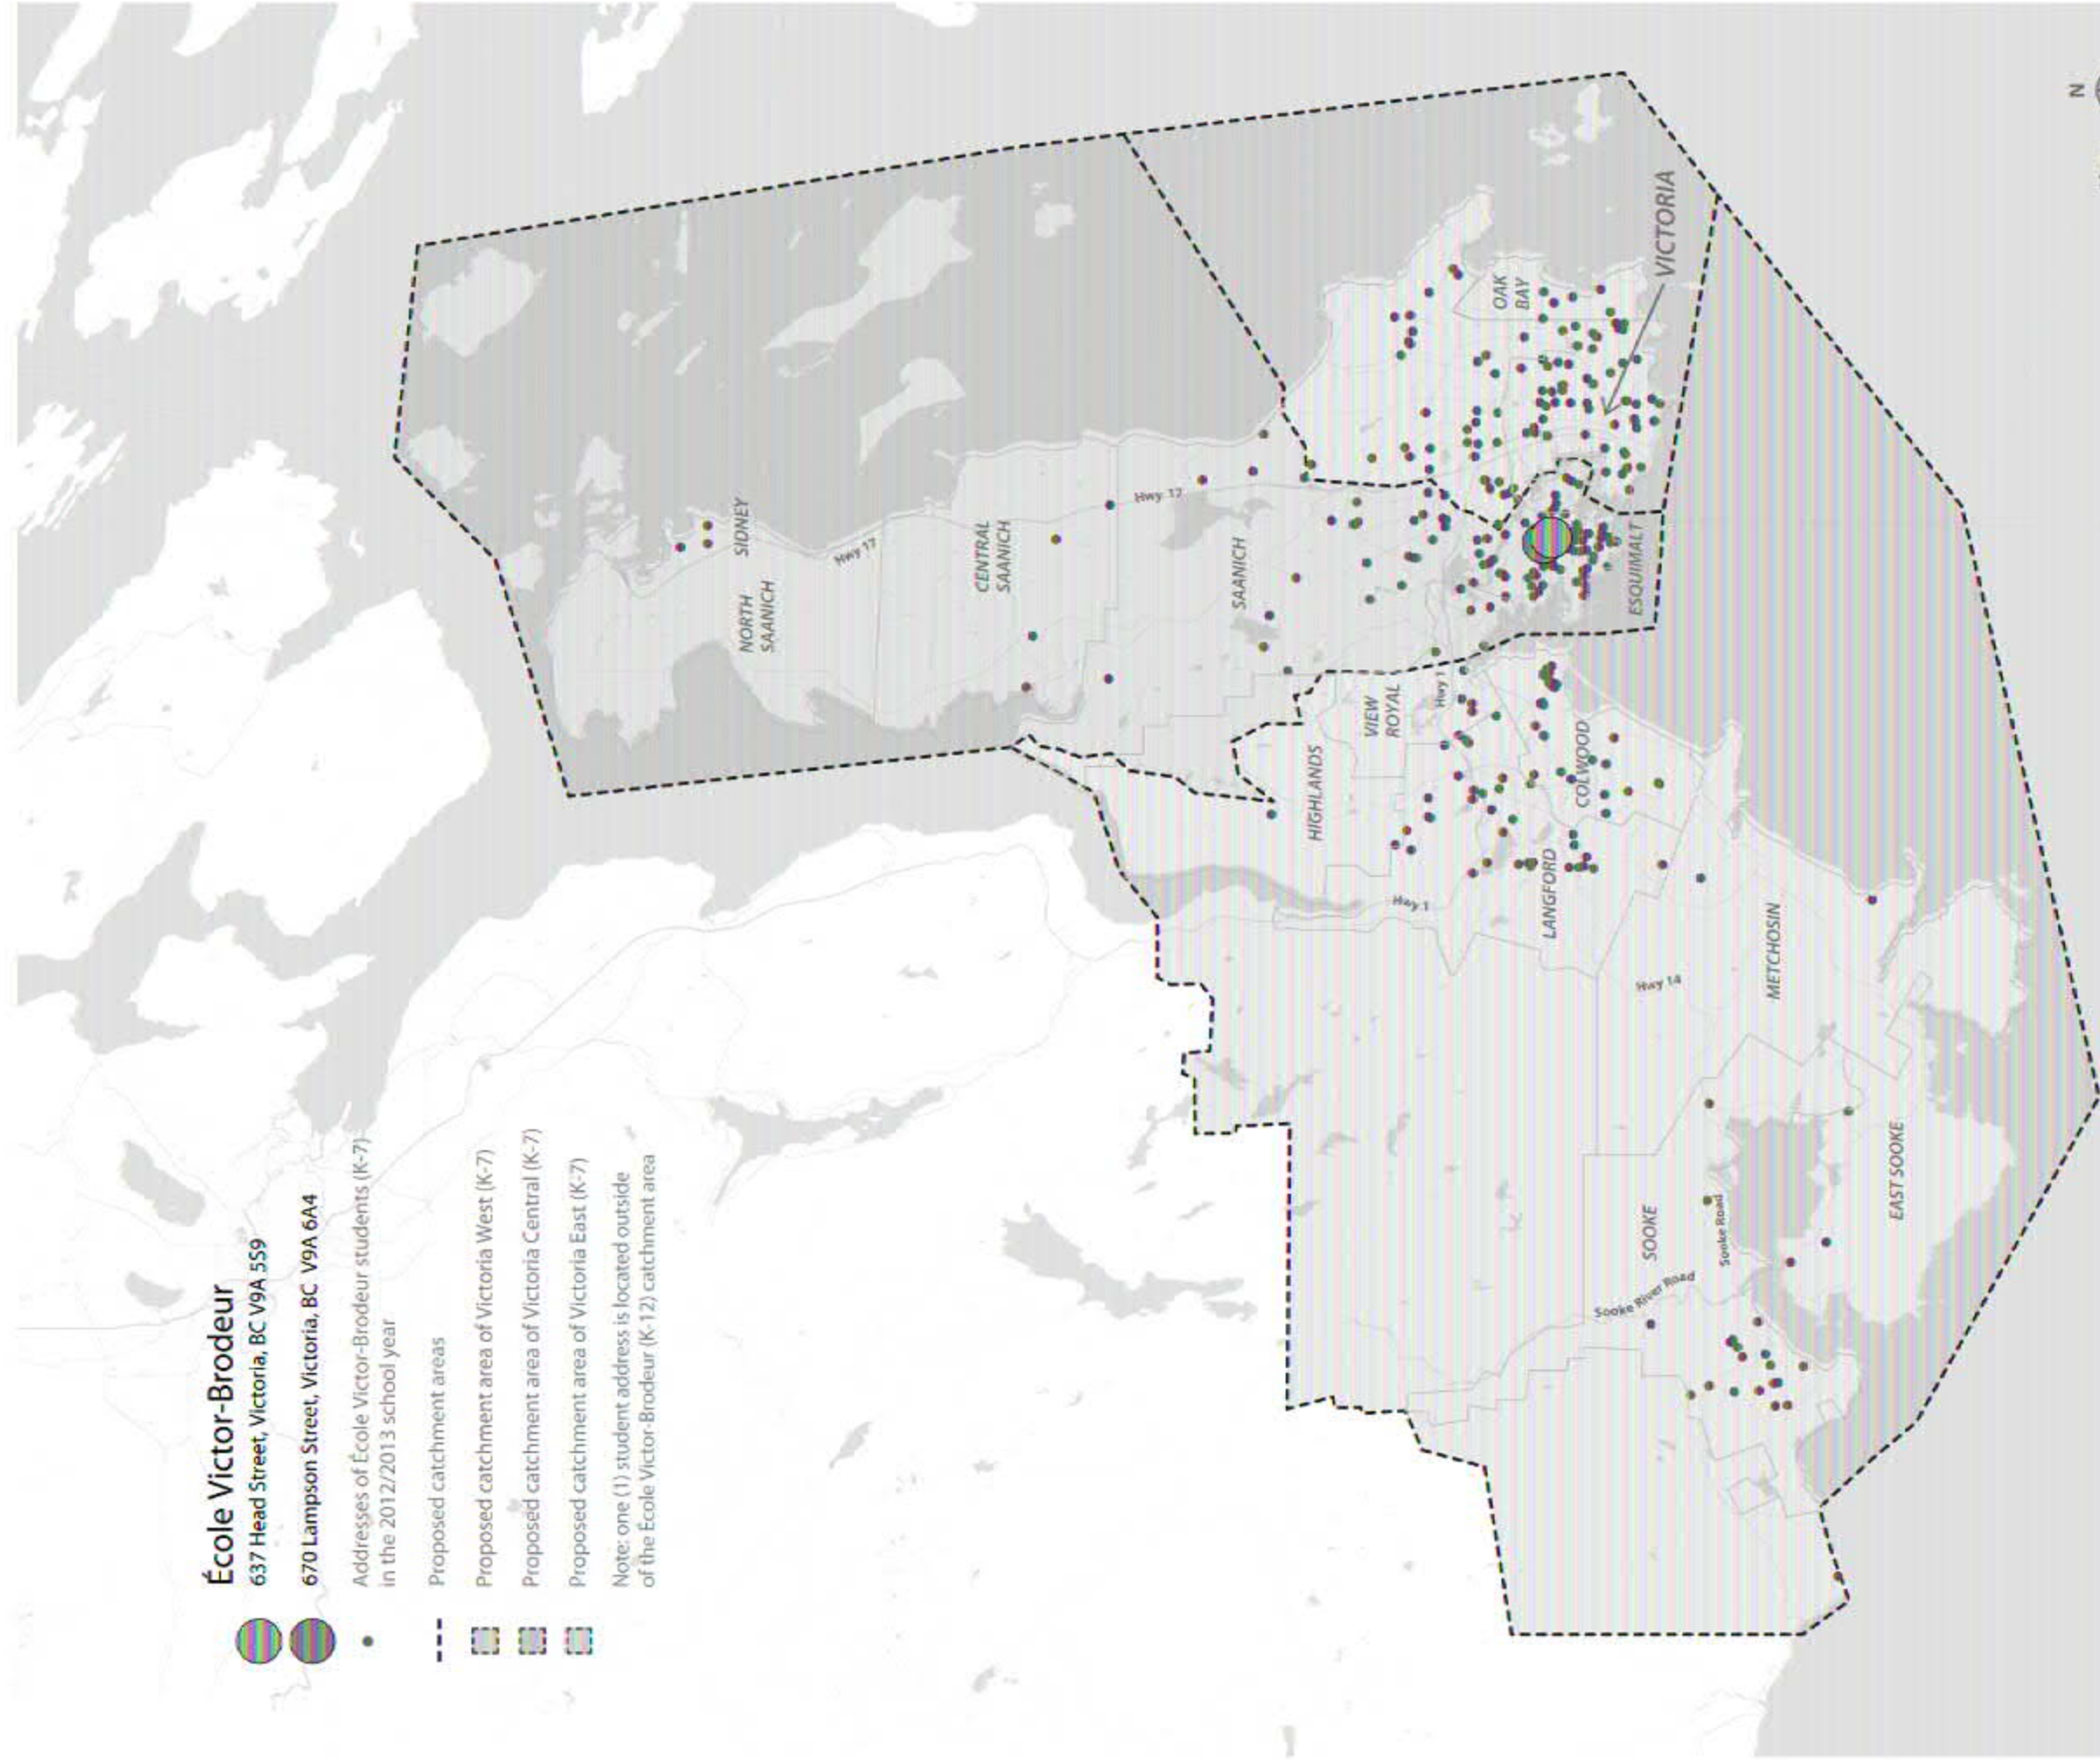 École Victor-Brodeur
637 Head Street, Victoria, BC V9A 5S9
670 Lampson Street, Victoria, BC V9A 6A4
Addresses of École Victor-Brodeur students (K-7)
in the 2012/2013 school year
Proposed catchment areas
Proposed catchment area of Victoria West (K-7)
Proposed catchment area of Victoria Central (K-7)
Proposed catchment area of Victoria East (K-7)
Note: one (1) student address is located outside
of the École Victor-Brodeur (K-12) catchment area
SIDNEY
NORTH
SAANICH
Hwy 17
CENTRAL
SAANICH
Hwy 17
SAANICH
HIGHLANDS
VIEW
ROYAL
Hwy 1
Hwy 1
OAK
BAY
VICTORIA
ESQUIMALT
COLWOOD
LANGFORD
Hwy 14
METCHOSIN
SOOKE
Sooke River Road
Sooke Road
EAST SOOKE
N